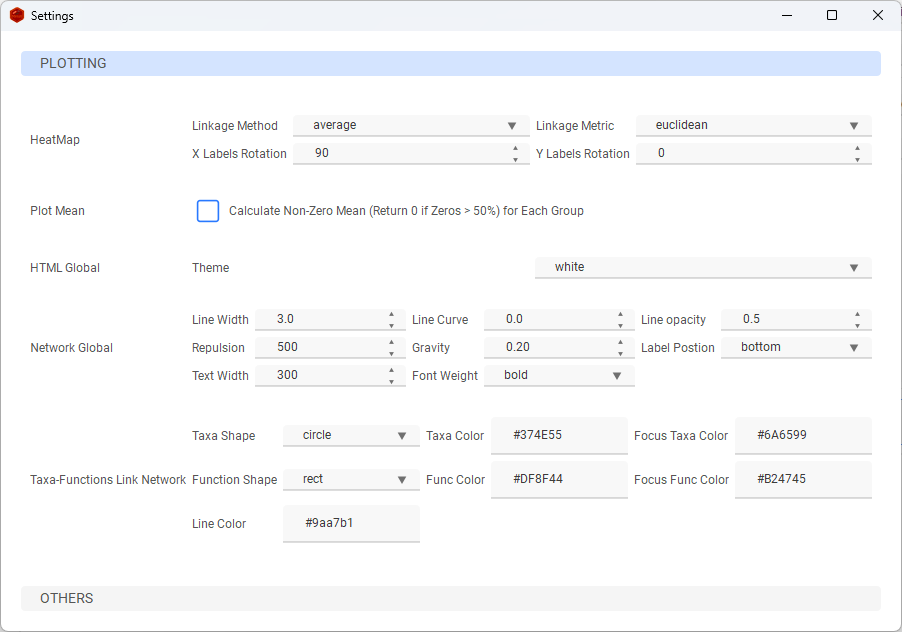 Settings
PLOTTING
HeatMap
Linkage Method average Linkage Metric euclidean
X Labels Rotation 90 Y Labels Rotation 0
Plot Mean Calculate Non-Zero Mean (Return 0 if Zeros > 50%) for Each Group
HTML Global Theme white
Network Global
Line Width 3.0 Line Curve 0.0 Line opacity 0.5
Repulsion 500 Gravity 0.20 Label Postion bottom
Text Width 300 Font Weight bold
Taxa-Functions Link Network
Taxa Shape circle Taxa Color #374E55 Focus Taxa Color #6A6599
Function Shape rect Func Color #DF8F44 Focus Func Color #B24745
Line Color #9aa7b1
OTHERS